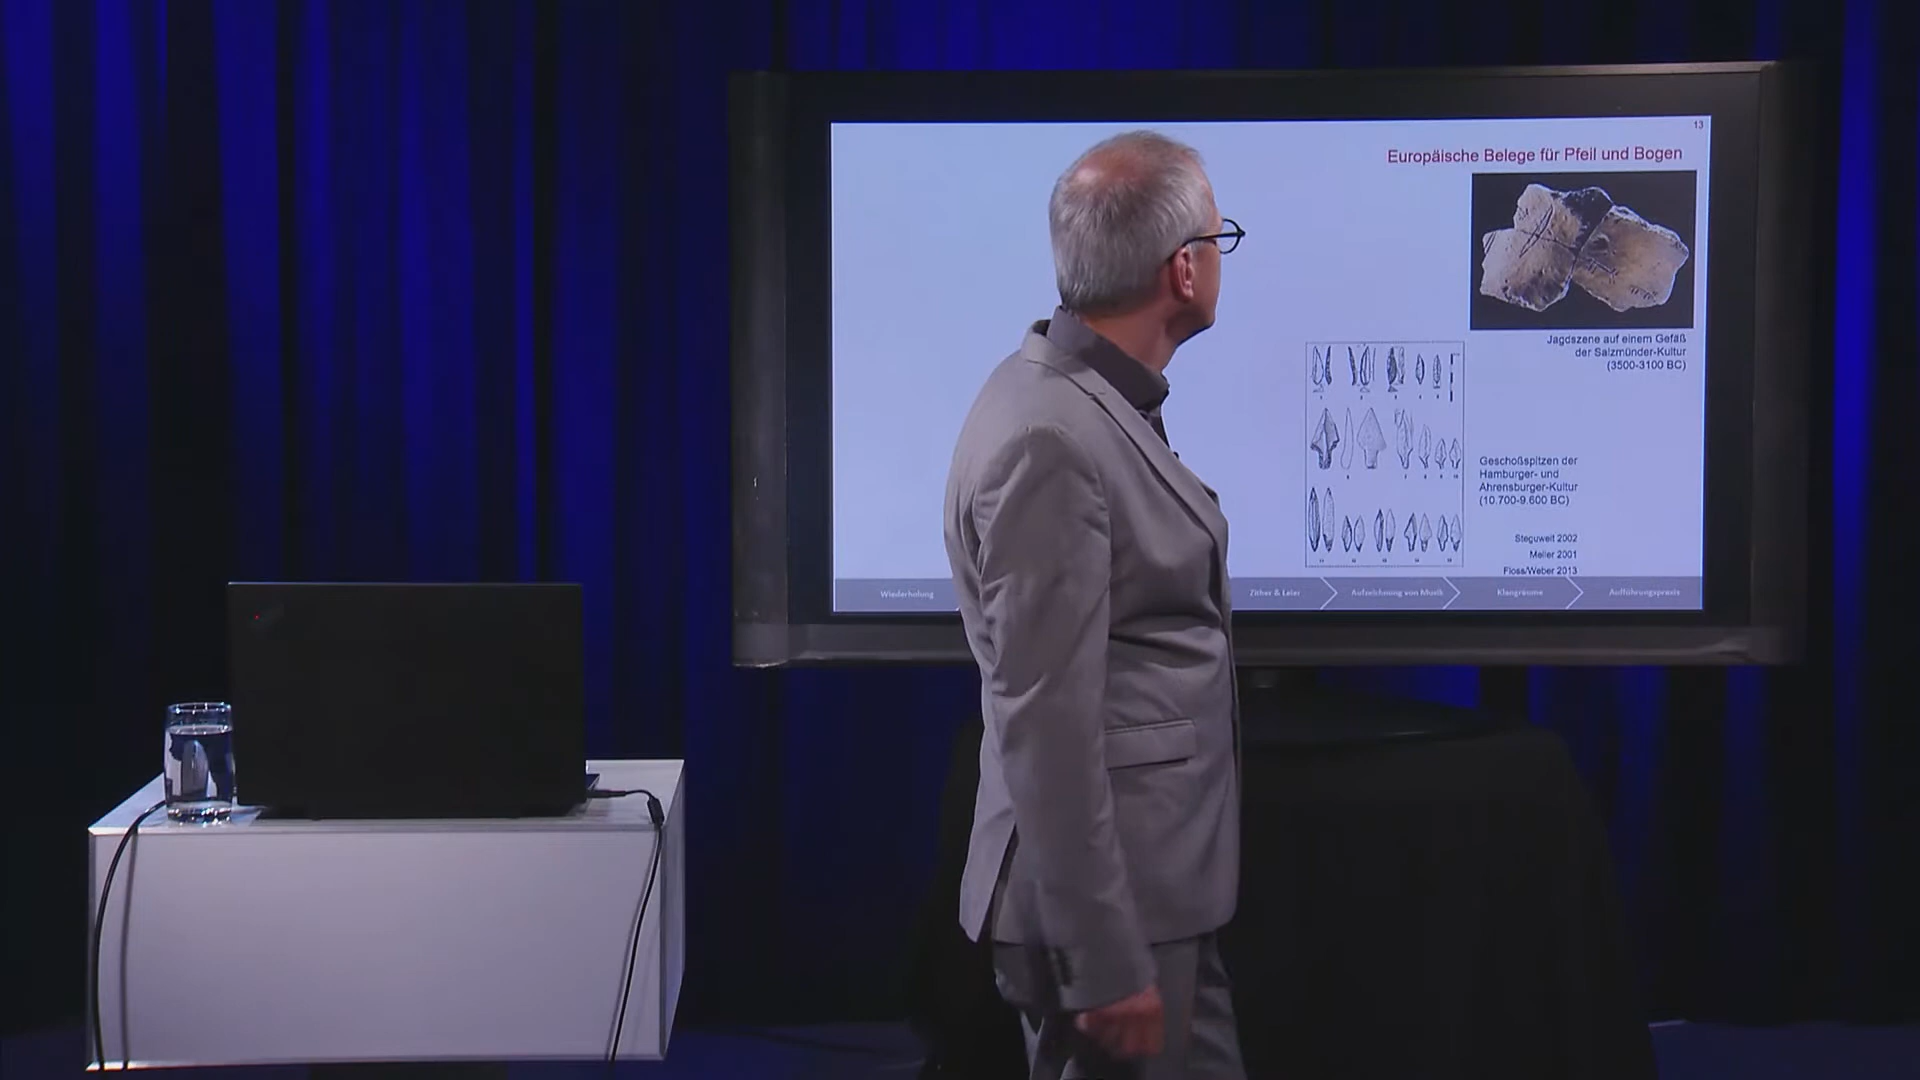 13
Europäische Belege für Pfeil und Bogen
Jagdszene auf einem Gefäß
der Salzmünder-Kultur
(3500-3100 BC)
Geschoßspitzen der
Hamburger- und
Ahrensburger-Kultur
(10.700-9.600 BC)
Steguweit 2002
Meller 2001
Floss/Weber 2013
Wiederholung
Zither & Leier
Aufzeichnung von Musik
Klangräume
Aufführungspraxis